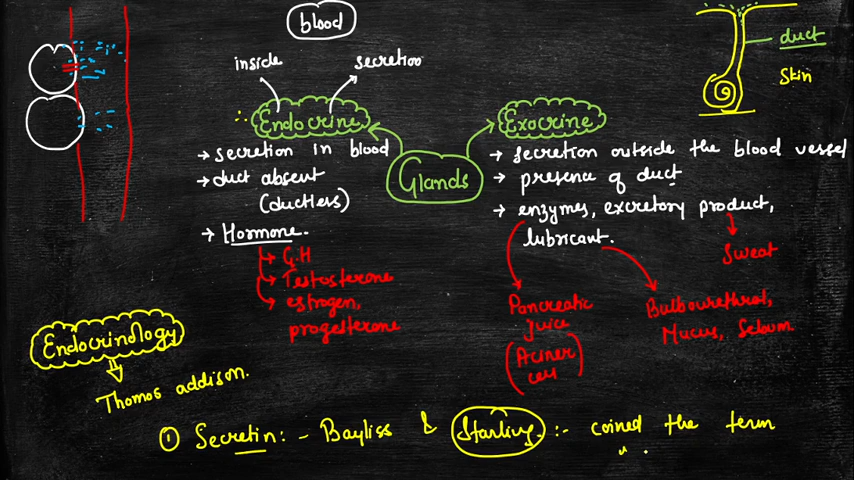 blood
inside
secretion
duct
Skin
∴ Endocrine
Exocrine
Glands
→ secretion in blood
→ duct absent
(ductless)
→ Hormone.
→ G.H
→ Testosterone
→ estrogen,
progesterone
→ secretion outside the blood vessel
→ presence of duct
→ enzymes, excretory product,
lubricant.
Sweat
Pancreatic
Juice
(Aciner
cell)
Bulbourethral,
Mucus, Sebum
Endocrinology
⇓
Thomos addison.
① Secretin: - Bayliss & Starling :- coined the term